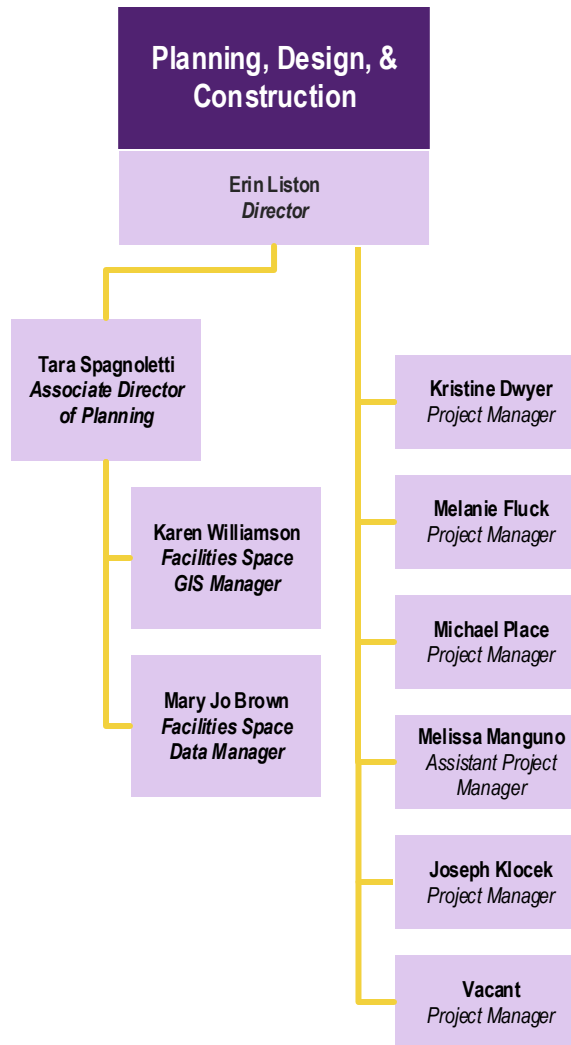 Planning, Design, &
Construction
Erin Liston
Director
Tara Spagnoletti
Associate Director
of Planning
Karen Williamson
Facilities Space
GIS Manager
Mary Jo Brown
Facilities Space
Data Manager
Kristine Dwyer
Project Manager
Melanie Fluck
Project Manager
Michael Place
Project Manager
Melissa Manguno
Assistant Project
Manager
Joseph Klocek
Project Manager
Vacant
Project Manager